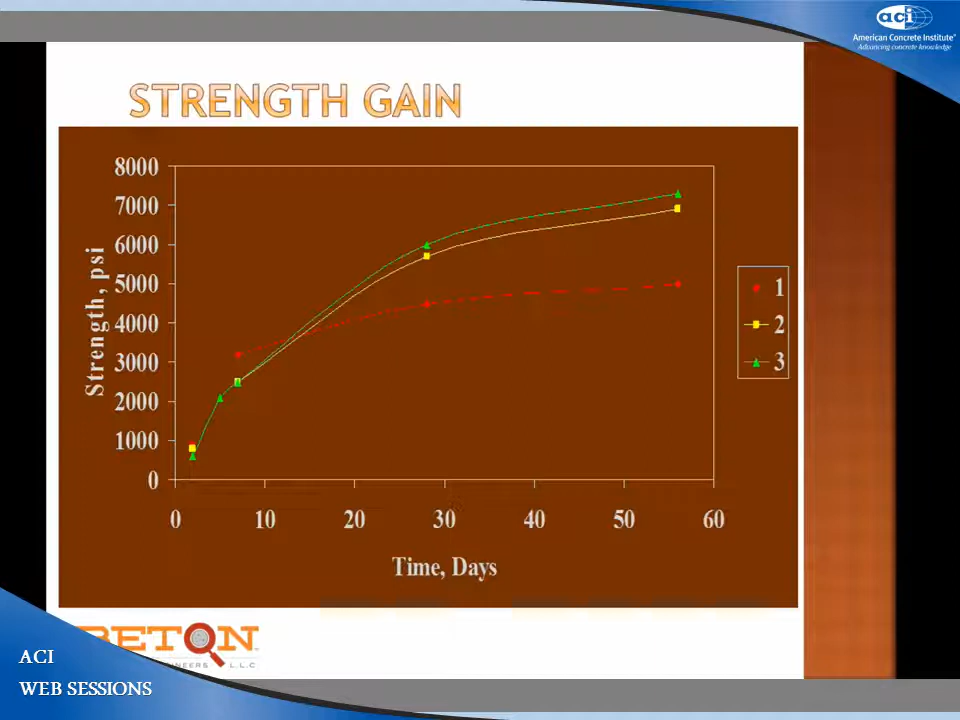 aci
American Concrete Institute®
Advancing concrete knowledge
STRENGTH GAIN
8000
7000
6000
5000
4000
3000
2000
1000
0
Strength, psi
0 10 20 30 40 50 60
Time, Days
1
2
3
BETON
L.L.C
ACI
WEB SESSIONS